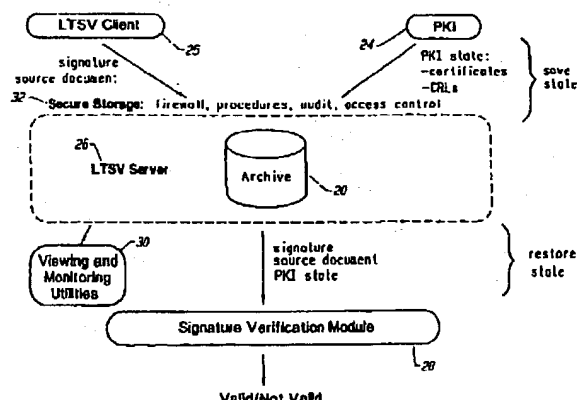 LTSV Client
25
PKI
24
signature
source document:
PKI state:
-certificates
-CRLs
save
state
32
Secure Storage: firewall, procedures, audit, access control
26
LTSV Server
Archive
20
30
Viewing and
Monitoring
Utilities
signature
source document
PKI state
restore
state
Signature Verification Module
28
Valid/Not Valid